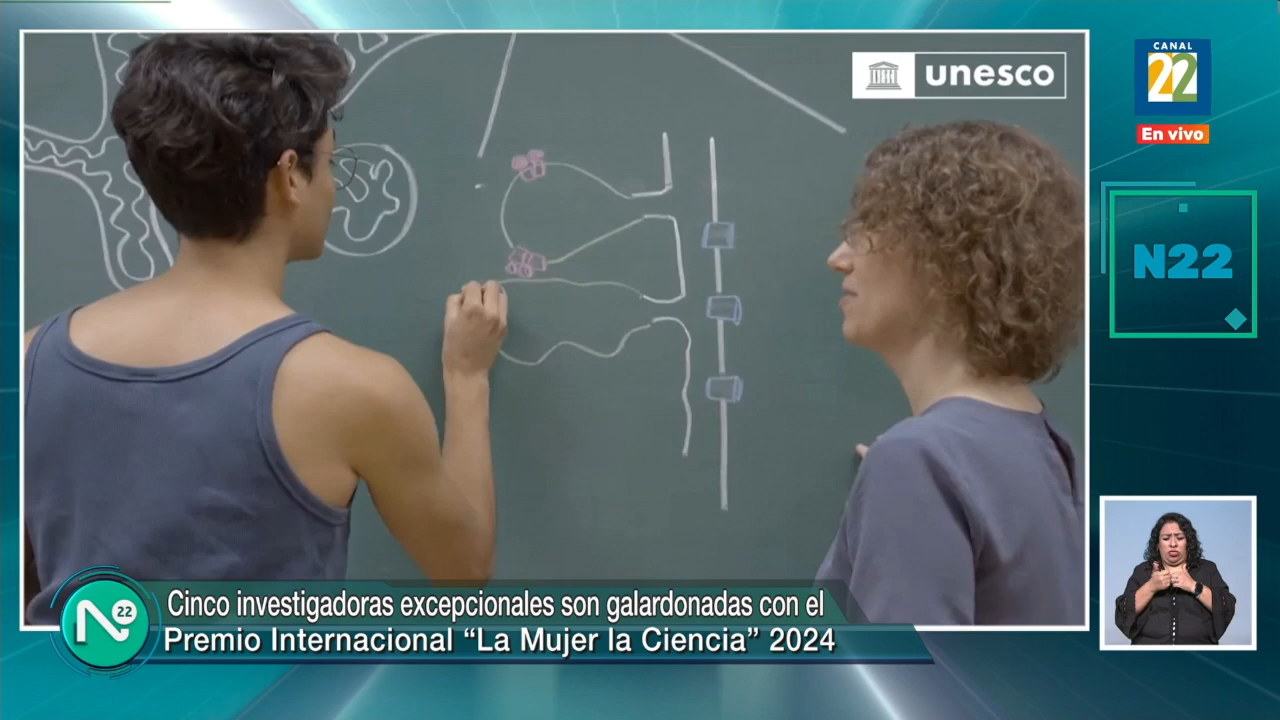 unesco
CANAL
22
En vivo
N22
N 22
Cinco investigadoras excepcionales son galardonadas con el
Premio Internacional “La Mujer la Ciencia” 2024